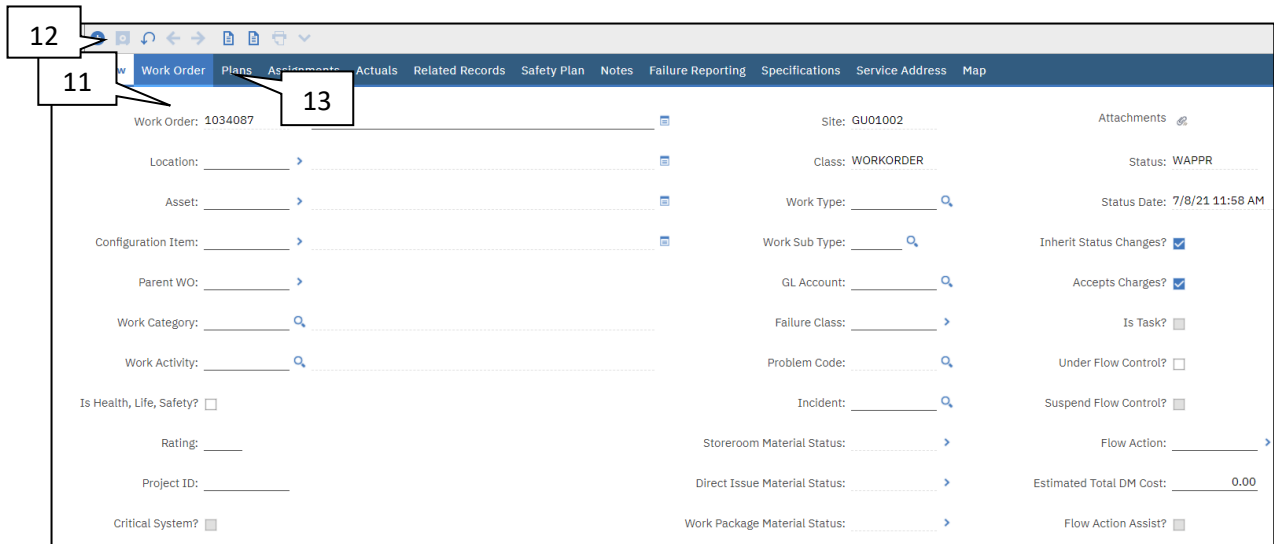 12
11
13
w Work Order Plans Assignments Actuals Related Records Safety Plan Notes Failure Reporting Specifications Service Address Map
Work Order: 1034087 Site: GU01002 Attachments
Location: Class: WORKORDER Status: WAPPR
Asset: Work Type: Status Date: 7/8/21 11:58 AM
Configuration Item: Work Sub Type: Inherit Status Changes?
Parent WO: GL Account: Accepts Charges?
Work Category: Failure Class: Is Task?
Work Activity: Problem Code: Under Flow Control?
Is Health, Life, Safety? Incident: Suspend Flow Control?
Rating: Storeroom Material Status: Flow Action:
Project ID: Direct Issue Material Status: Estimated Total DM Cost: 0.00
Critical System? Work Package Material Status: Flow Action Assist?